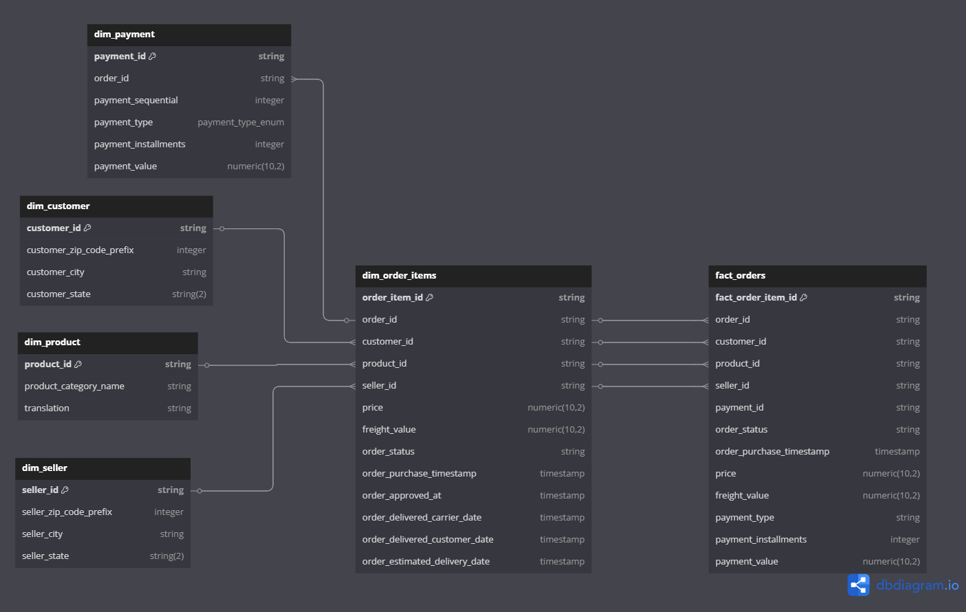 dim_payment
payment_id string
order_id string
payment_sequential integer
payment_type payment_type_enum
payment_installments integer
payment_value numeric(10,2)
dim_customer
customer_id string
customer_zip_code_prefix integer
customer_city string
customer_state string(2)
dim_product
product_id string
product_category_name string
translation string
dim_seller
seller_id string
seller_zip_code_prefix integer
seller_city string
seller_state string(2)
dim_order_items
order_item_id string
order_id string
customer_id string
product_id string
seller_id string
price numeric(10,2)
freight_value numeric(10,2)
order_status string
order_purchase_timestamp timestamp
order_approved_at timestamp
order_delivered_carrier_date timestamp
order_delivered_customer_date timestamp
order_estimated_delivery_date timestamp
fact_orders
fact_order_item_id string
order_id string
customer_id string
product_id string
seller_id string
payment_id string
order_status string
order_purchase_timestamp timestamp
price numeric(10,2)
freight_value numeric(10,2)
payment_type string
payment_installments integer
payment_value numeric(10,2)
dbdiagram.io